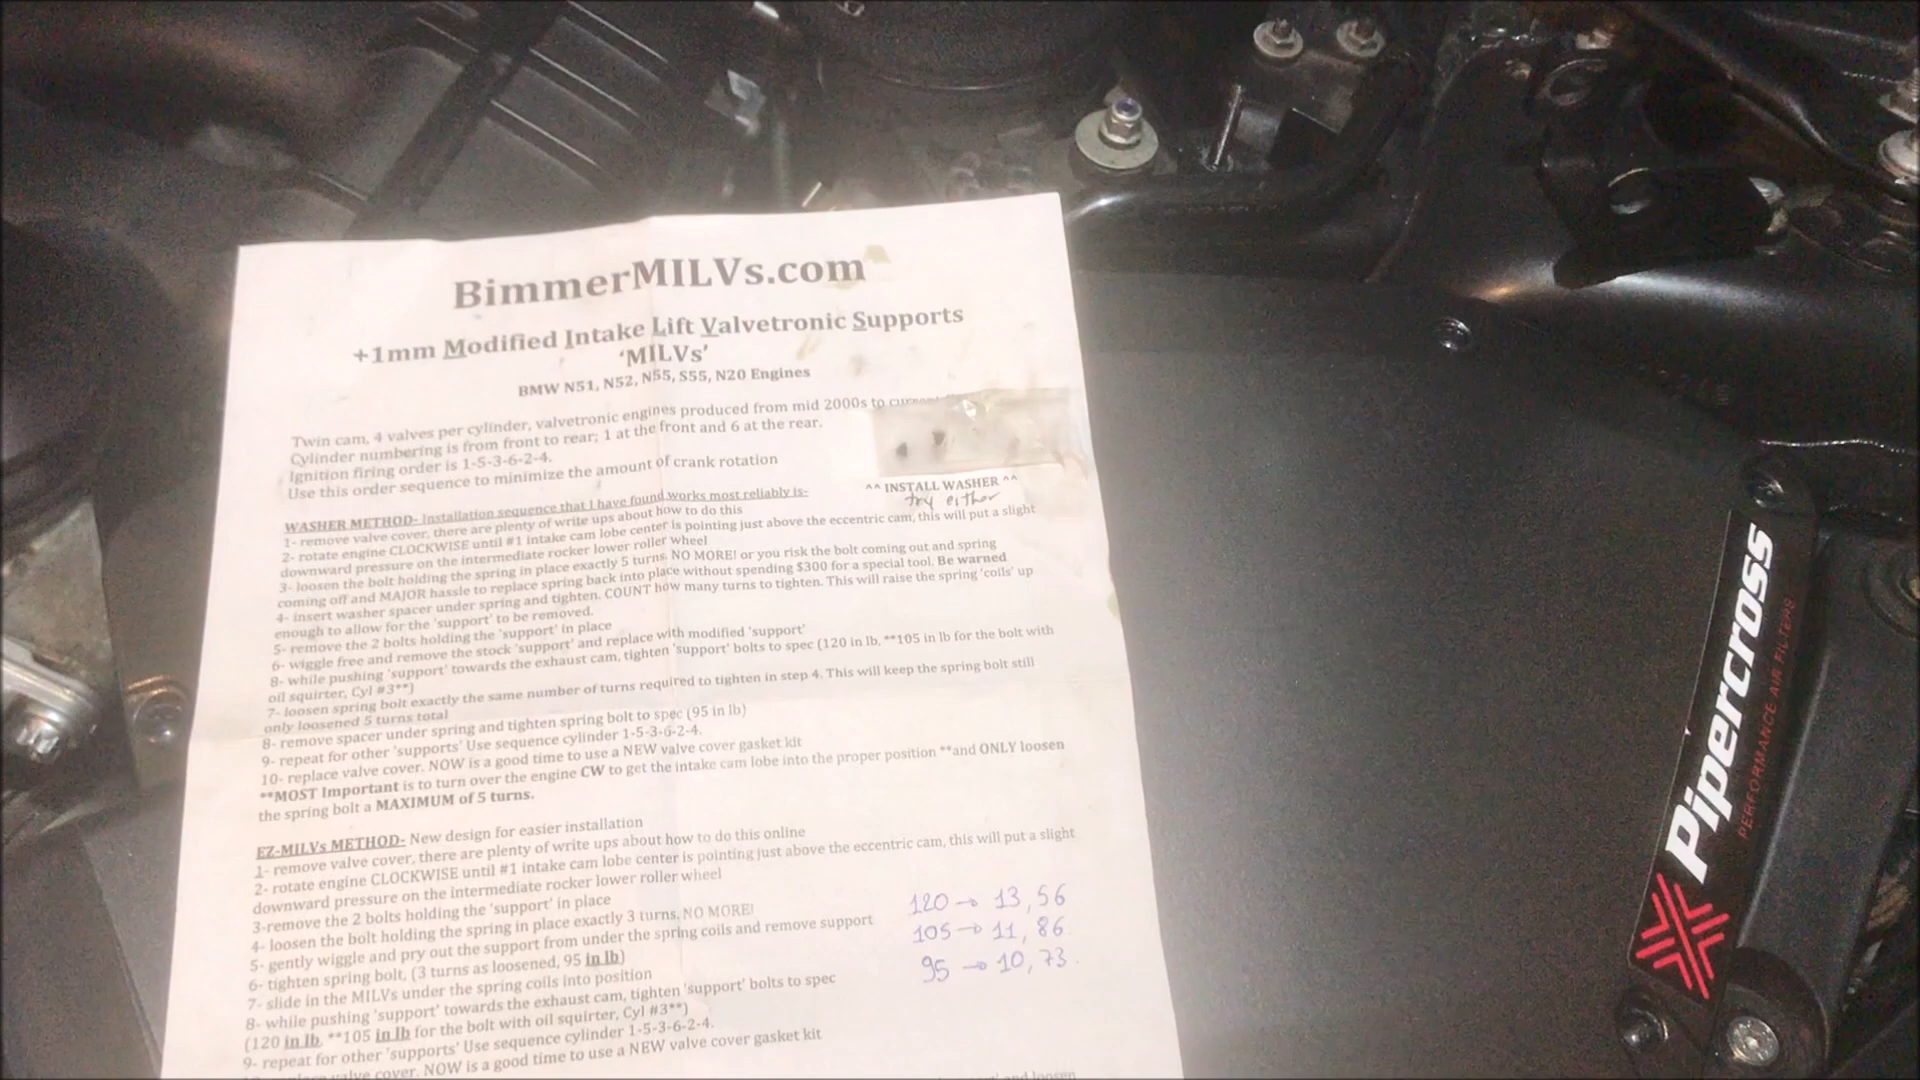 BimmerMILVs.com
+1mm Modified Intake Lift Valvetronic Supports
‘MILVs’
BMW N51, N52, N55, S55, N20 Engines
Twin cam, 4 valves per cylinder, valvetronic engines produced from mid 2000s to
Cylinder numbering is from front to rear; 1 at the front and 6 at the rear.
Ignition firing order is 1-5-3-6-2-4.
Use this order sequence to minimize the amount of crank rotation
^^ INSTALL WASHER ^^
try either
WASHER METHOD- Installation sequence that I have found works most reliably is-
1- remove valve cover, there are plenty of write ups about how to do this
2- rotate engine CLOCKWISE until #1 intake cam lobe center is pointing just above the eccentric cam, this will put a slight
downward pressure on the intermediate rocker lower roller wheel
3- loosen the bolt holding the spring in place exactly 5 turns. NO MORE! or you risk the bolt coming out and spring
coming off and MAJOR hassle to replace spring back into place without spending $300 for a special tool. Be warned
4- insert washer spacer under spring and tighten. COUNT how many turns to tighten. This will raise the spring ‘coils’ up
enough to allow for the ‘support’ to be removed.
5- remove the 2 bolts holding the ‘support’ in place
6- wiggle free and remove the stock ‘support’ and replace with modified ‘support’
8- while pushing ‘support’ towards the exhaust cam, tighten ‘support’ bolts to spec (120 in lb, **105 in lb for the bolt with
oil squirter, Cyl #3**)
7- loosen spring bolt exactly the same number of turns required to tighten in step 4. This will keep the spring bolt still
only loosened 5 turns total
8- remove spacer under spring and tighten spring bolt to spec (95 in lb)
9- repeat for other ‘supports’ Use sequence cylinder 1-5-3-6-2-4.
10- replace valve cover. NOW is a good time to use a NEW valve cover gasket kit
**MOST Important is to turn over the engine CW to get the intake cam lobe into the proper position **and ONLY loosen
the spring bolt a MAXIMUM of 5 turns.
EZ-MILVs METHOD- New design for easier installation
1- remove valve cover, there are plenty of write ups about how to do this online
2- rotate engine CLOCKWISE until #1 intake cam lobe center is pointing just above the eccentric cam, this will put a slight
downward pressure on the intermediate rocker lower roller wheel
3-remove the 2 bolts holding the ‘support’ in place
4- loosen the bolt holding the spring in place exactly 3 turns. NO MORE!
5- gently wiggle and pry out the support from under the spring coils and remove support
6- tighten spring bolt, (3 turns as loosened, 95 in lb)
7- slide in the MILVs under the spring coils into position
8- while pushing ‘support’ towards the exhaust cam, tighten ‘support’ bolts to spec
(120 in lb, **105 in lb for the bolt with oil squirter, Cyl #3**)
9- repeat for other ‘supports’ Use sequence cylinder 1-5-3-6-2-4.
valve cover. NOW is a good time to use a NEW valve cover gasket kit
and loosen
120 → 13,56
105 → 11,86
95 → 10,73
Pipercross
PERFORMANCE AIR FILTERS